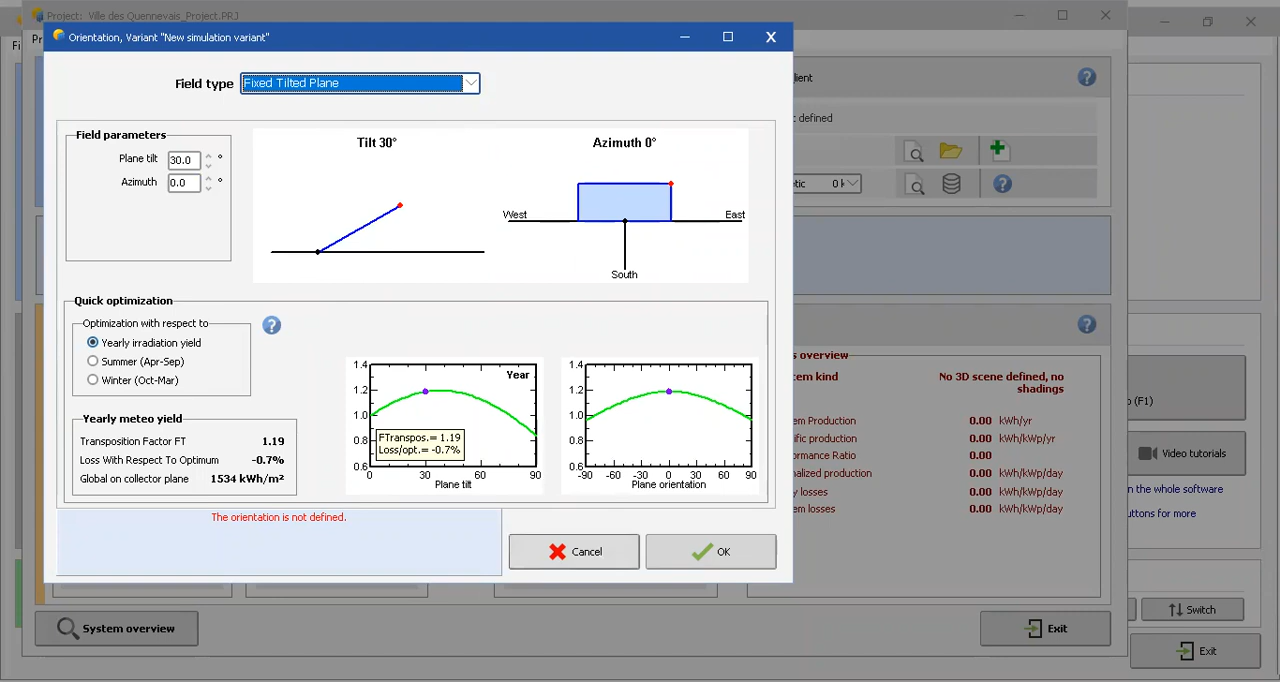 Project: Ville des Quennevais_Project.PRJ
Orientation, Variant "New simulation variant"
Field type
Fixed Tilted Plane
Field parameters
Plane tilt
30.0
°
Azimuth
0.0
°
Tilt 30°
Azimuth 0°
West
East
South
Quick optimization
Optimization with respect to
Yearly irradiation yield
Summer (Apr-Sep)
Winter (Oct-Mar)
Yearly meteo yield
Transposition Factor FT 1.19
Loss With Respect To Optimum -0.7%
Global on collector plane 1534 kWh/m²
Year
1.4
1.2
1.0
0.8
0.6
FTranspos.= 1.19
Loss/opt.= -0.7%
0 30 60 90
Plane tilt
1.4
1.2
1.0
0.8
0.6
-90 -60 -30 0 30 60 90
Plane orientation
The orientation is not defined.
Cancel
OK
System overview
Exit
defined
overview
No 3D scene defined, no
shadings
kind
Production 0.00 kWh/yr
production 0.00 kWh/kWp/yr
Ratio 0.00
production 0.00 kWh/kWp/day
losses 0.00 kWh/kWp/day
losses 0.00 kWh/kWp/day
(F1)
Video tutorials
the whole software
for more
Switch
Exit